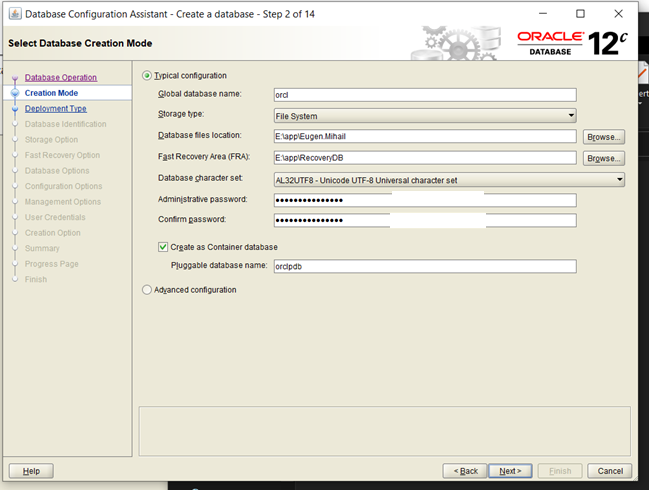 Database Configuration Assistant - Create a database - Step 2 of 14
Select Database Creation Mode
ORACLE
DATABASE
12c
Database Operation
Creation Mode
Deployment Type
Database Identification
Storage Option
Fast Recovery Option
Database Options
Configuration Options
Management Options
User Credentials
Creation Option
Summary
Progress Page
Finish
Typical configuration
Global database name: orcl
Storage type: File System
Database files location: E:\app\Eugen.Mihail Browse...
Fast Recovery Area (FRA): E:\app\RecoveryDB Browse...
Database character set: AL32UTF8 - Unicode UTF-8 Universal character set
Administrative password: •••••••••••••••
Confirm password: •••••••••••••••
Create as Container database
Pluggable database name: orclpdb
Advanced configuration
Help
< Back Next > Finish Cancel